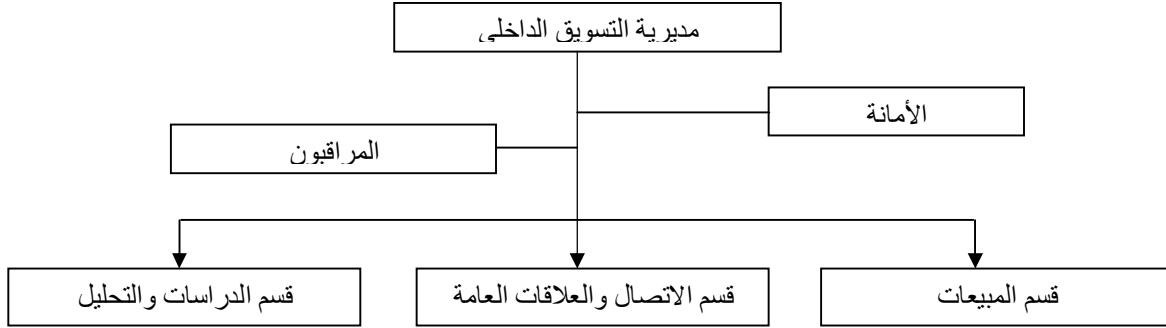 مديرية التسويق الداخلي
الأمانة
المراقبون
قسم المبيعات
قسم الاتصال والعلاقات العامة
قسم الدراسات والتحليل